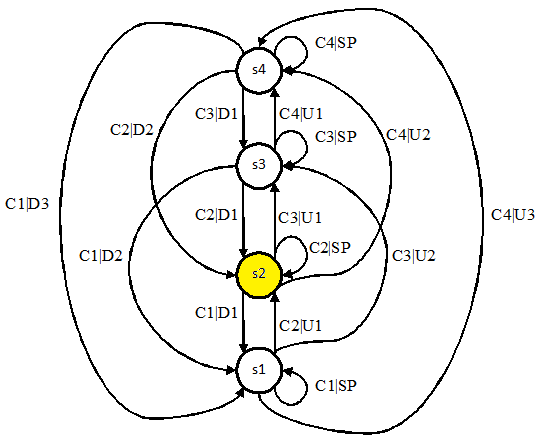 C4|SP
s4
C2|D2
C3|D1
C4|U1
C3|SP
C4|U2
s3
C1|D3
C2|D1
C3|U1
C4|U3
C1|D2
C2|SP
C3|U2
s2
C1|D1
C2|U1
s1
C1|SP